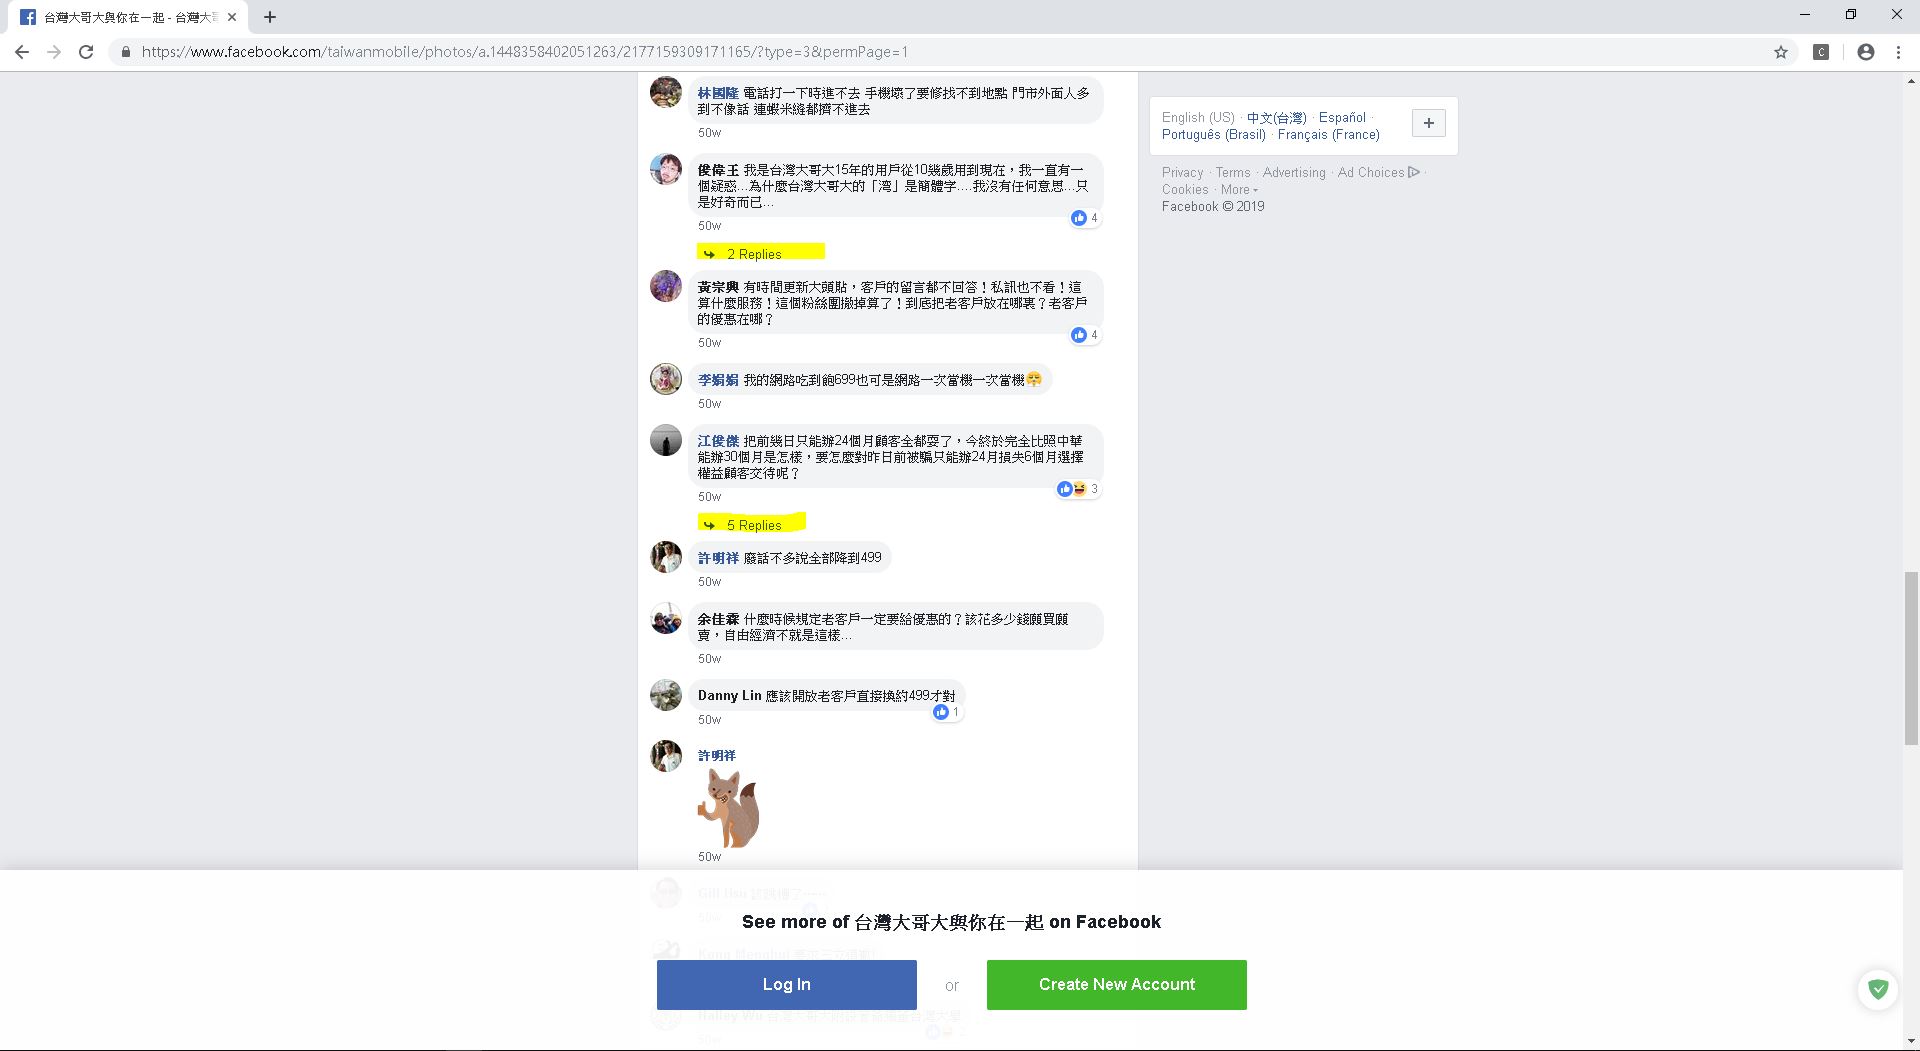 台灣大哥大與你在一起 - 台灣大哥
https://www.facebook.com/taiwanmobile/photos/a.1448358402051263/2177159309171165/?type=3&permPage=1
林國隆 電話打一下時進不去 手機壞了要修找不到地點 門市外面人多
到不像話 連蝦米縫都擠不進去
50w
俊偉王 我是台灣大哥大15年的用戶從10幾歲用到現在，我一直有一
個疑惑...為什麼台灣大哥大的「湾」是簡體字....我沒有任何意思...只
是好奇而已...
4
50w
2 Replies
黃宗興 有時間更新大頭貼，客戶的留言都不回答！私訊也不看！這
算什麼服務！這個粉絲團撤掉算了！到底把老客戶放在哪裏？老客戶
的優惠在哪？
4
50w
李娟娟 我的網路吃到飽699也可是網路一次當機一次當機
50w
江俊傑 把前幾日只能辦24個月顧客全都耍了，今終於完全比照中華
能辦30個月是怎樣，要怎麼對昨日前被騙只能辦24月損失6個月選擇
權益顧客交待呢？
3
50w
5 Replies
許明祥 廢話不多說全部降到499
50w
余佳霖 什麼時候規定老客戶一定要給優惠的？該花多少錢願買願
賣，自由經濟不就是這樣...
50w
Danny Lin 應該開放老客戶直接換約499才對
1
50w
許明祥
50w
English (US) · 中文(台灣) · Español ·
Português (Brasil) · Français (France)
+
Privacy · Terms · Advertising · Ad Choices ·
Cookies · More
Facebook © 2019
See more of 台灣大哥大與你在一起 on Facebook
Log In
or
Create New Account